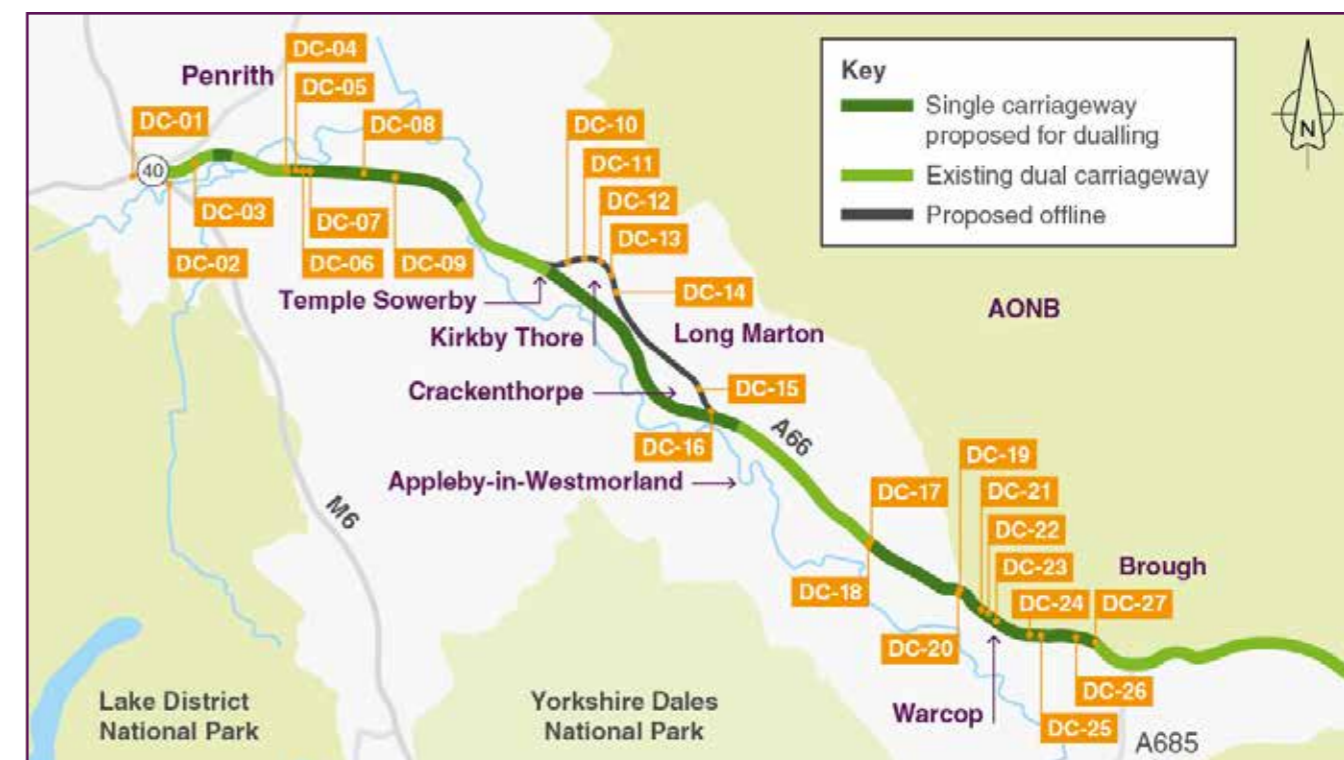 DC-04
Penrith
DC-05
DC-01
DC-08
DC-10
40
DC-11
DC-03
DC-07
DC-12
DC-02
DC-06
DC-09
DC-13
Key
Single carriageway
proposed for dualling
Existing dual carriageway
Proposed offline
N
Temple Sowerby
DC-14
AONB
Kirkby Thore
Long Marton
Crackenthorpe
DC-15
DC-16
A66
Appleby-in-Westmorland
M6
DC-17
DC-19
DC-21
DC-22
DC-23
Brough
DC-18
DC-24
DC-27
DC-20
DC-26
Warcop
DC-25
A685
Lake District
National Park
Yorkshire Dales
National Park